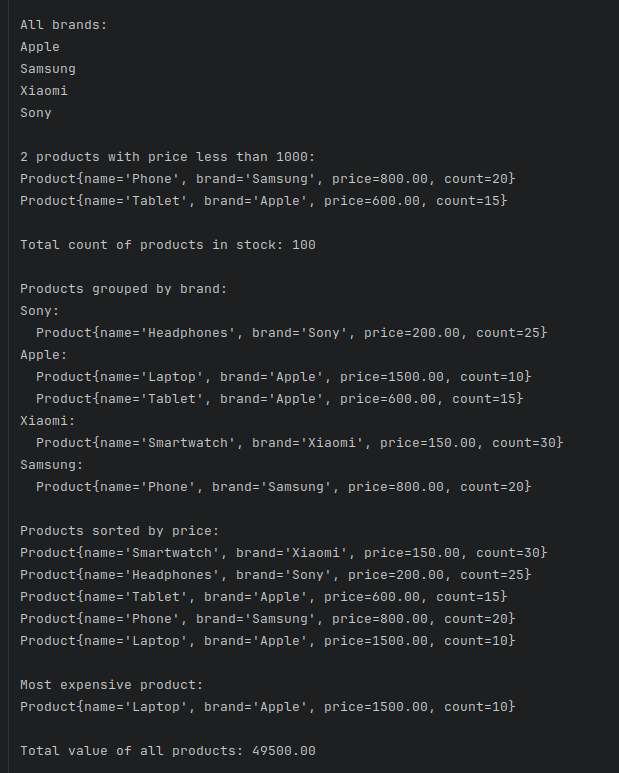 All brands:
Apple
Samsung
Xiaomi
Sony
2 products with price less than 1000:
Product{name='Phone', brand='Samsung', price=800.00, count=20}
Product{name='Tablet', brand='Apple', price=600.00, count=15}
Total count of products in stock: 100
Products grouped by brand:
Sony:
  Product{name='Headphones', brand='Sony', price=200.00, count=25}
Apple:
  Product{name='Laptop', brand='Apple', price=1500.00, count=10}
  Product{name='Tablet', brand='Apple', price=600.00, count=15}
Xiaomi:
  Product{name='Smartwatch', brand='Xiaomi', price=150.00, count=30}
Samsung:
  Product{name='Phone', brand='Samsung', price=800.00, count=20}
Products sorted by price:
Product{name='Smartwatch', brand='Xiaomi', price=150.00, count=30}
Product{name='Headphones', brand='Sony', price=200.00, count=25}
Product{name='Tablet', brand='Apple', price=600.00, count=15}
Product{name='Phone', brand='Samsung', price=800.00, count=20}
Product{name='Laptop', brand='Apple', price=1500.00, count=10}
Most expensive product:
Product{name='Laptop', brand='Apple', price=1500.00, count=10}
Total value of all products: 49500.00